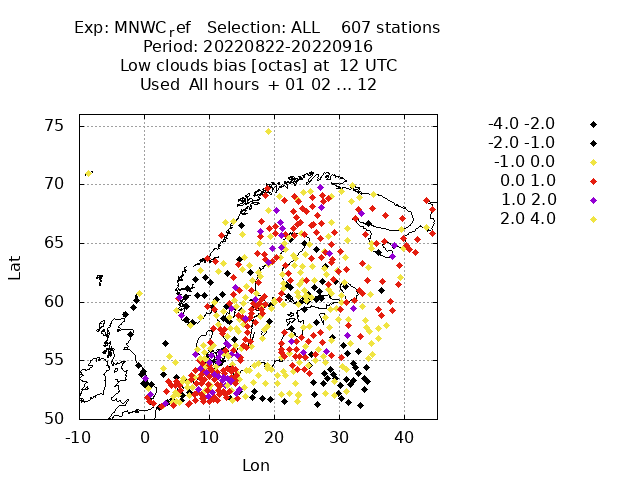 Exp: MNWCref   Selection: ALL    607 stations
Period: 20220822-20220916
Low clouds bias [octas] at  12 UTC
Used  All hours  + 01 02 ... 12
-4.0 -2.0
-2.0 -1.0
-1.0 0.0
0.0 1.0
1.0 2.0
2.0 4.0
75
70
65
60
55
50
Lat
-10 0 10 20 30 40
Lon